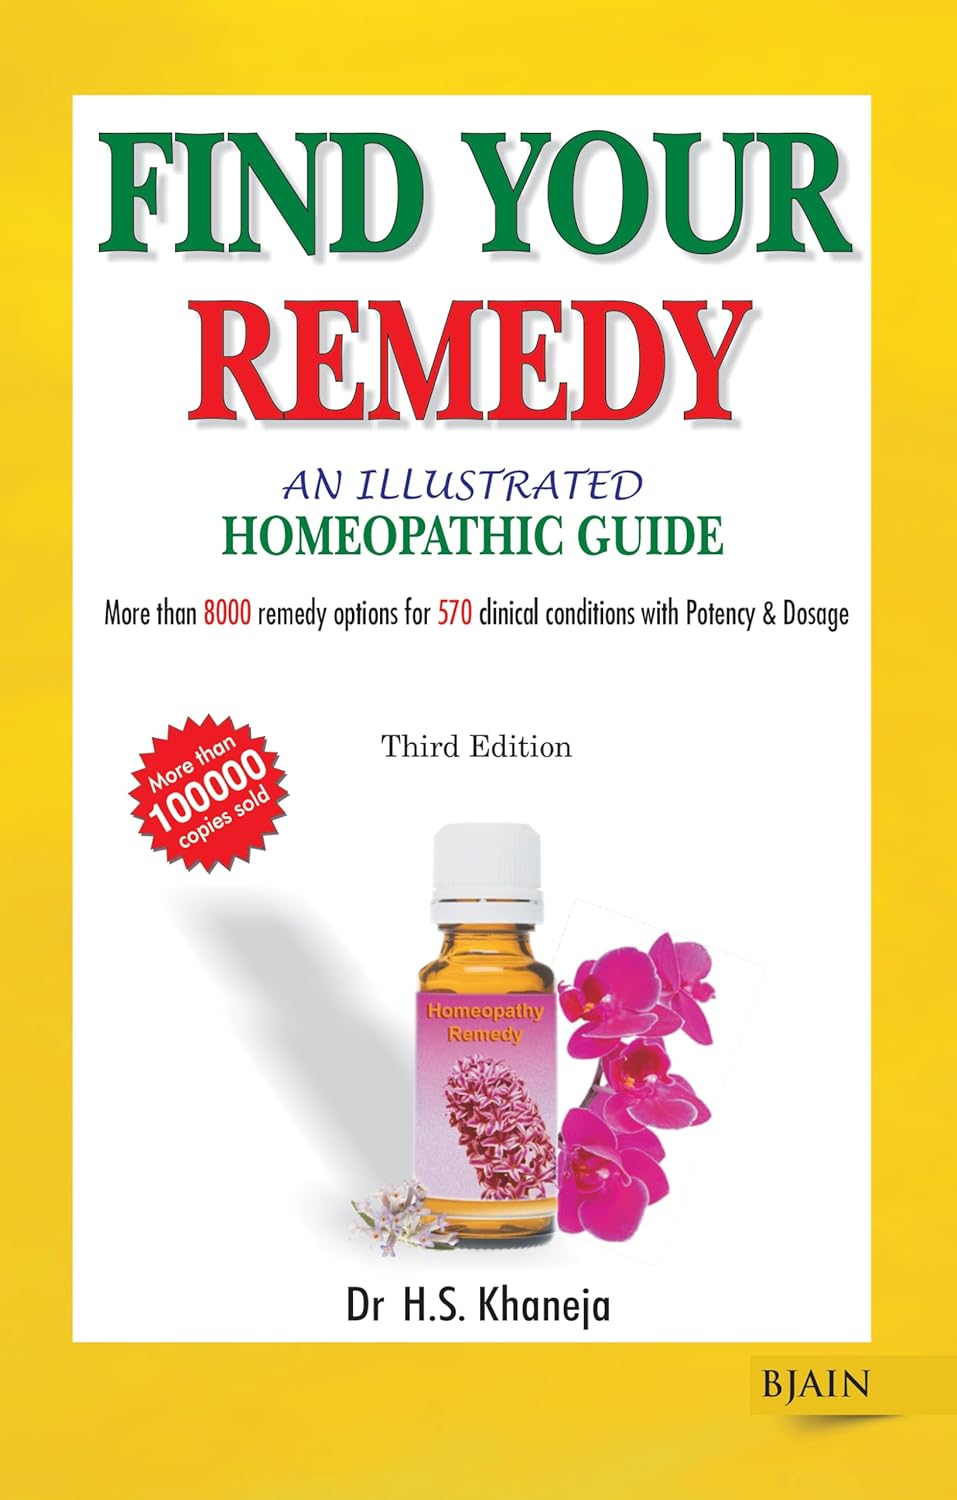 FIND YOUR
REMEDY
AN ILLUSTRATED
HOMEOPATHIC GUIDE
More than 8000 remedy options for 570 clinical conditions with Potency & Dosage
Third Edition
More than
100000
copies sold
Homeopathy
Remedy
Dr H.S. Khaneja
BJAIN